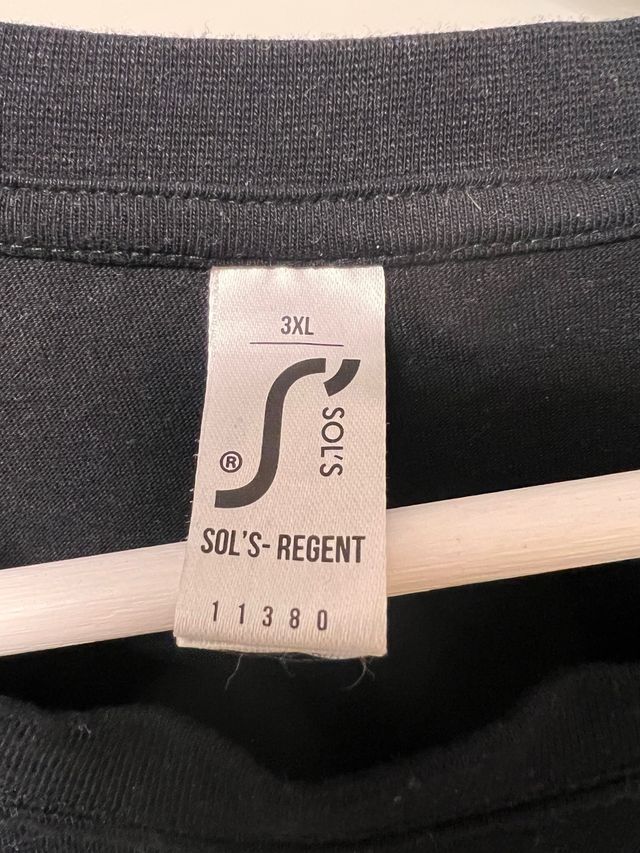 3XL
SOL'S
®
SOL'S- REGENT
11380